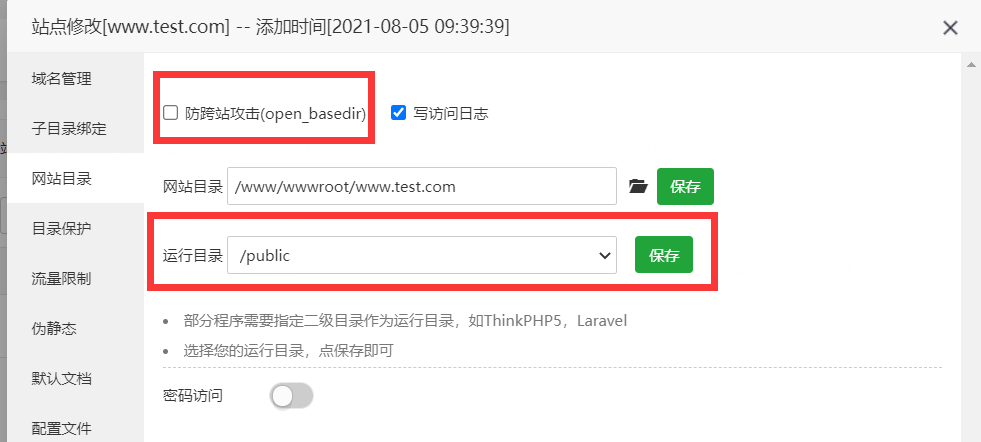 站点修改[www.test.com] -- 添加时间[2021-08-05 09:39:39]
域名管理
子目录绑定
网站目录
目录保护
流量限制
伪静态
默认文档
配置文件
防跨站攻击(open_basedir) 写访问日志
网站目录 /www/wwwroot/www.test.com 保存
运行目录 /public 保存
• 部分程序需要指定二级目录作为运行目录，如ThinkPHP5，Laravel
• 选择您的运行目录，点保存即可
密码访问